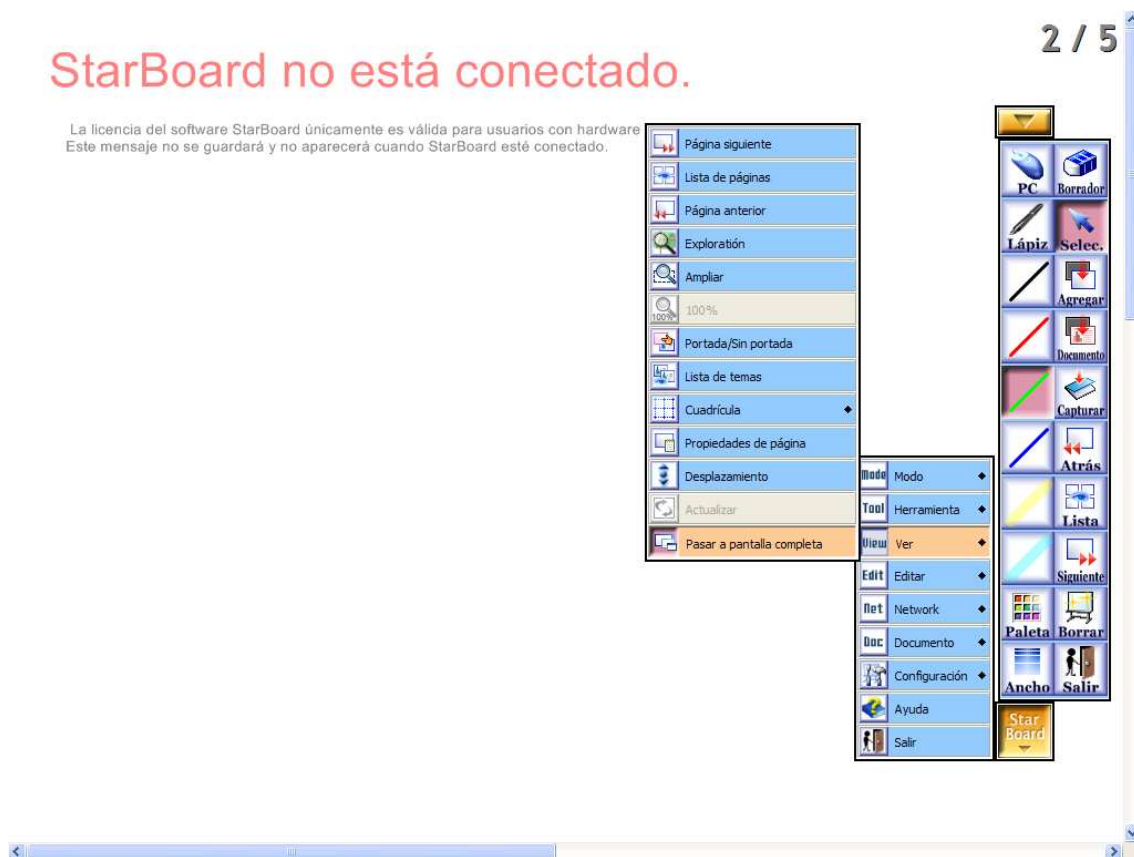 2 / 5
StarBoard no está conectado.
La licencia del software StarBoard únicamente es válida para usuarios con hardware
Este mensaje no se guardará y no aparecerá cuando StarBoard esté conectado.
Página siguiente
Lista de páginas
Página anterior
Exploratión
Ampliar
100%
100%
Portada/Sin portada
Lista de temas
Cuadrícula
Propiedades de página
Desplazamiento
Actualizar
Pasar a pantalla completa
Mode Modo
Tool Herramienta
View Ver
Edit Editar
Net Network
Doc Documento
Configuración
Ayuda
Salir
PC Borrador
Lápiz Selec.
Agregar
Documento
Capturar
Atrás
Lista
Siguiente
Paleta Borrar
Ancho Salir
Star
Board